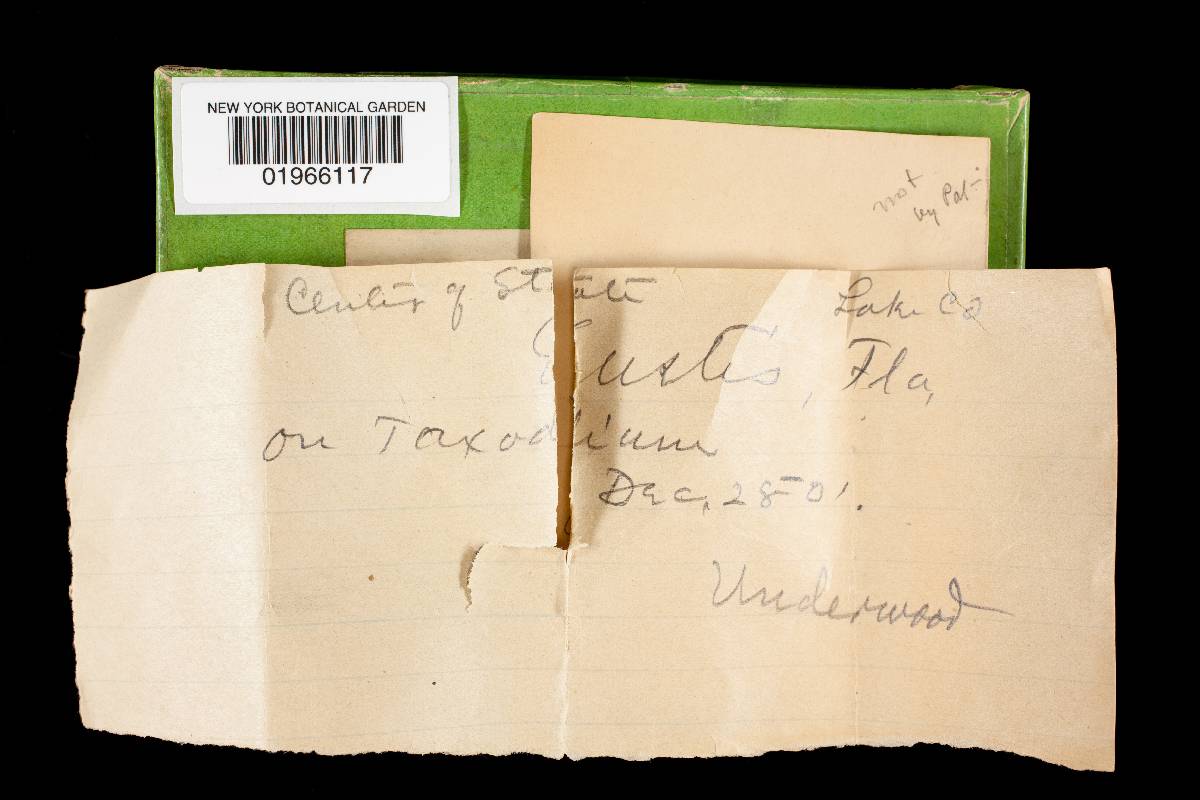 NEW YORK BOTANICAL GARDEN
01966117
not
by Pat-
Center of State Lake Co
Eustis, Fla,
on Taxodium
Dec, 28-01.
Underwood